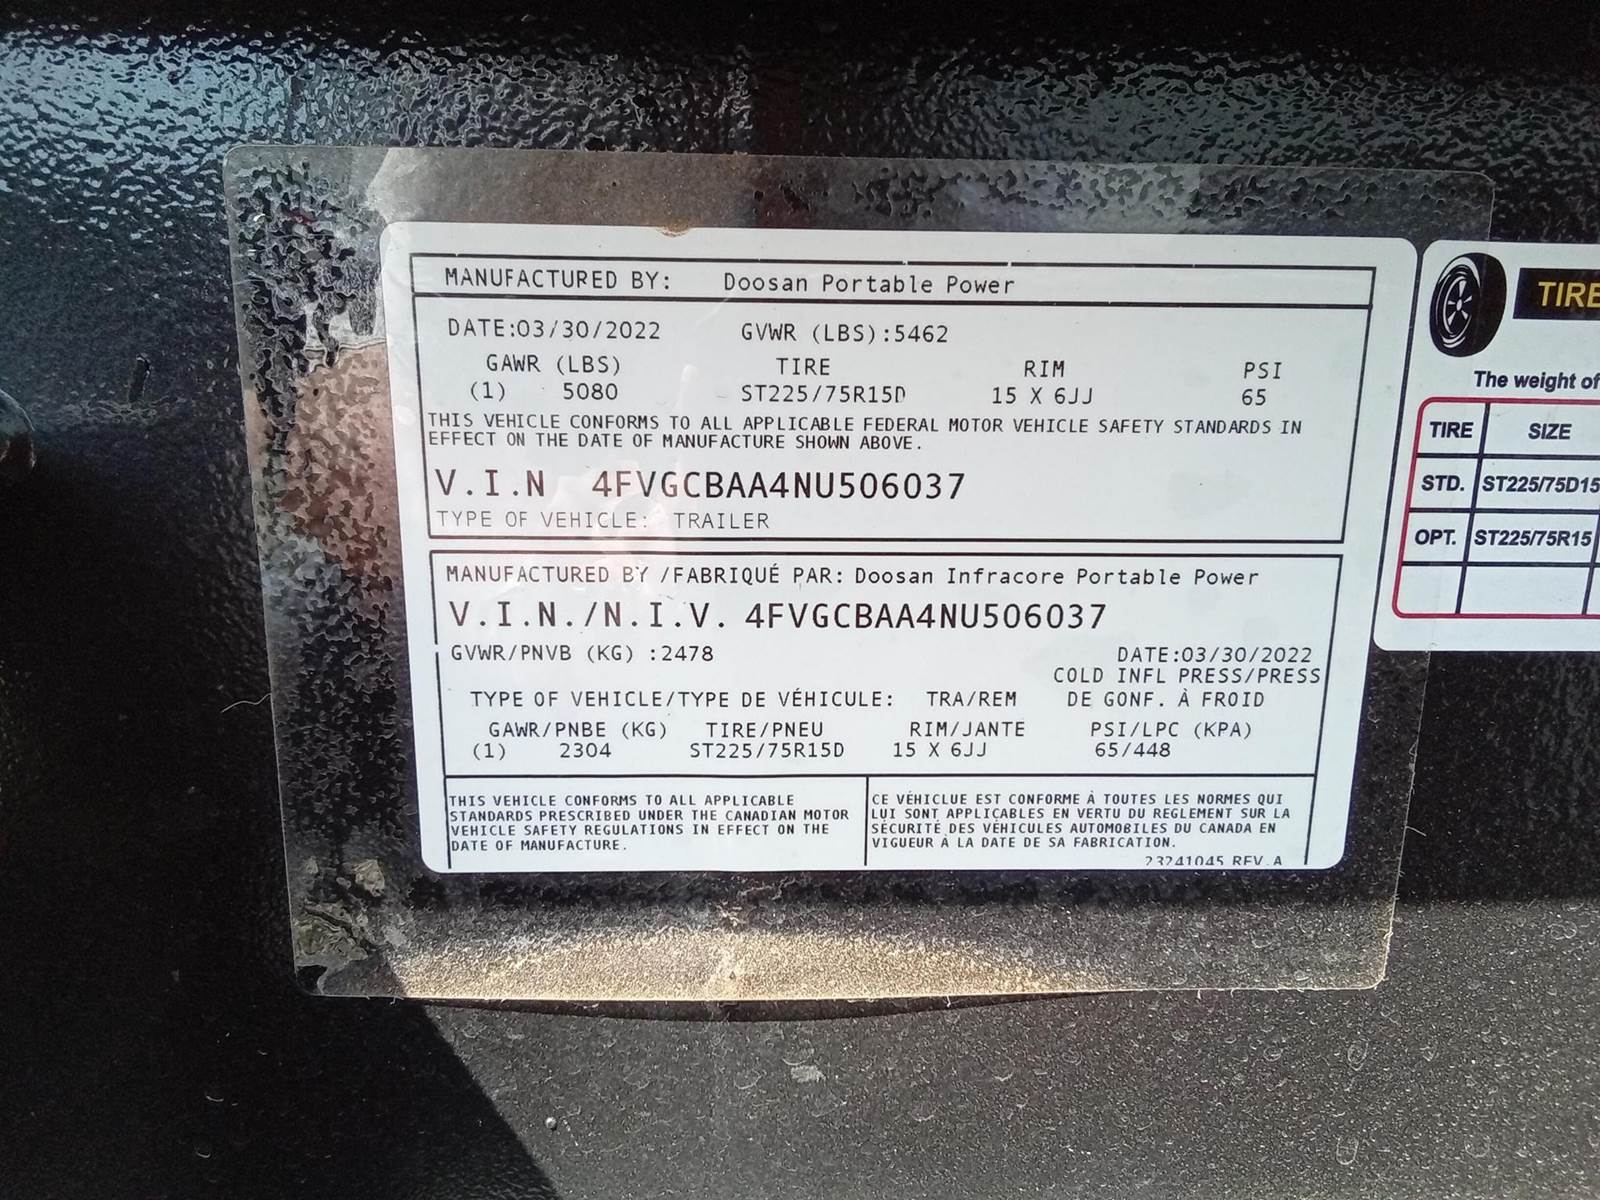 MANUFACTURED BY: Doosan Portable Power
DATE:03/30/2022 GVWR (LBS):5462
GAWR (LBS) TIRE RIM PSI
(1) 5080 ST225/75R15D 15 X 6JJ 65
THIS VEHICLE CONFORMS TO ALL APPLICABLE FEDERAL MOTOR VEHICLE SAFETY STANDARDS IN
EFFECT ON THE DATE OF MANUFACTURE SHOWN ABOVE.
V.I.N 4FVGCBAA4NU506037
TYPE OF VEHICLE: TRAILER
MANUFACTURED BY /FABRIQUÉ PAR: Doosan Infracore Portable Power
V.I.N./N.I.V. 4FVGCBAA4NU506037
GVWR/PNVB (KG) :2478 DATE:03/30/2022
COLD INFL PRESS/PRESS
TYPE OF VEHICLE/TYPE DE VÉHICULE: TRA/REM DE GONF. À FROID
GAWR/PNBE (KG) TIRE/PNEU RIM/JANTE PSI/LPC (KPA)
(1) 2304 ST225/75R15D 15 X 6JJ 65/448
THIS VEHICLE CONFORMS TO ALL APPLICABLE
STANDARDS PRESCRIBED UNDER THE CANADIAN MOTOR
VEHICLE SAFETY REGULATIONS IN EFFECT ON THE
DATE OF MANUFACTURE.
CE VÉHICLUE EST CONFORME À TOUTES LES NORMES QUI
LUI SONT APPLICABLES EN VERTU DU REGLEMENT SUR LA
SÉCURITÉ DES VÉHICULES AUTOMOBILES DU CANADA EN
VIGUEUR À LA DATE DE SA FABRICATION.
23241045 REV.A
TIRE
The weight of
TIRE SIZE
STD. ST225/75D15
OPT. ST225/75R15